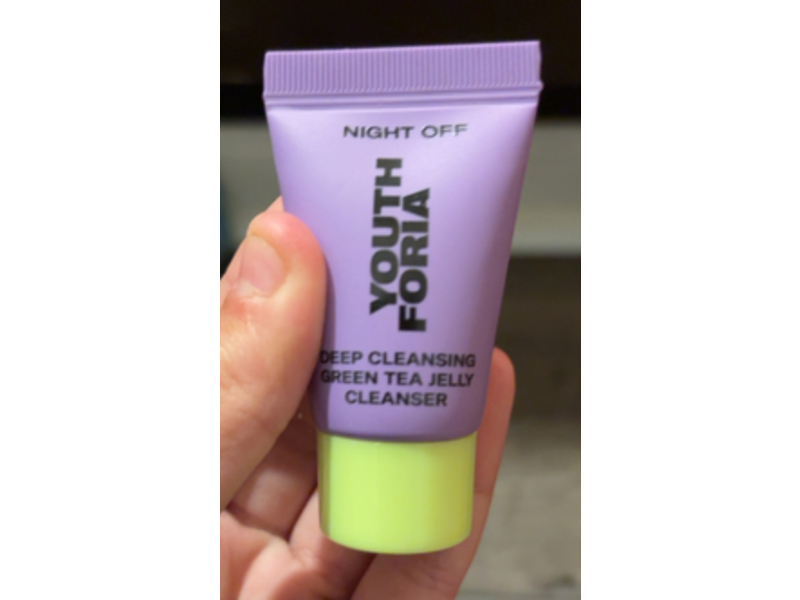 NIGHT OFF
YOUTH
FORIA
DEEP CLEANSING
GREEN TEA JELLY
CLEANSER